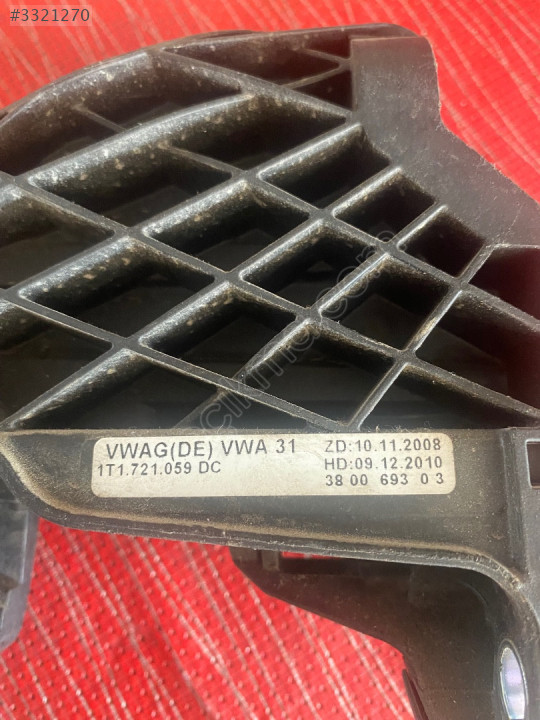 #3321270
VWAG(DE) VWA 31 ZD:10.11.2008
1T1.721.059 DC HD:09.12.2010
38 00 693 0 3